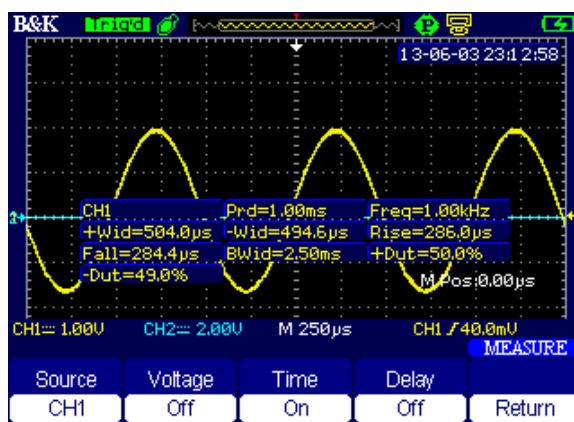 B&K Trig'd P
13-06-03 23:12:58
2
CH1 Prd=1.00ms Freq=1.00kHz
+Wid=504.0µs -Wid=494.6µs Rise=286.0µs
Fall=284.4µs BWid=2.50ms +Dut=50.0%
-Dut=49.0%
M Pos:0.00µs
CH1 1.00V CH2 2.00V M 250µs CH1 40.0mV
MEASURE
Source Voltage Time Delay
CH1 Off On Off Return